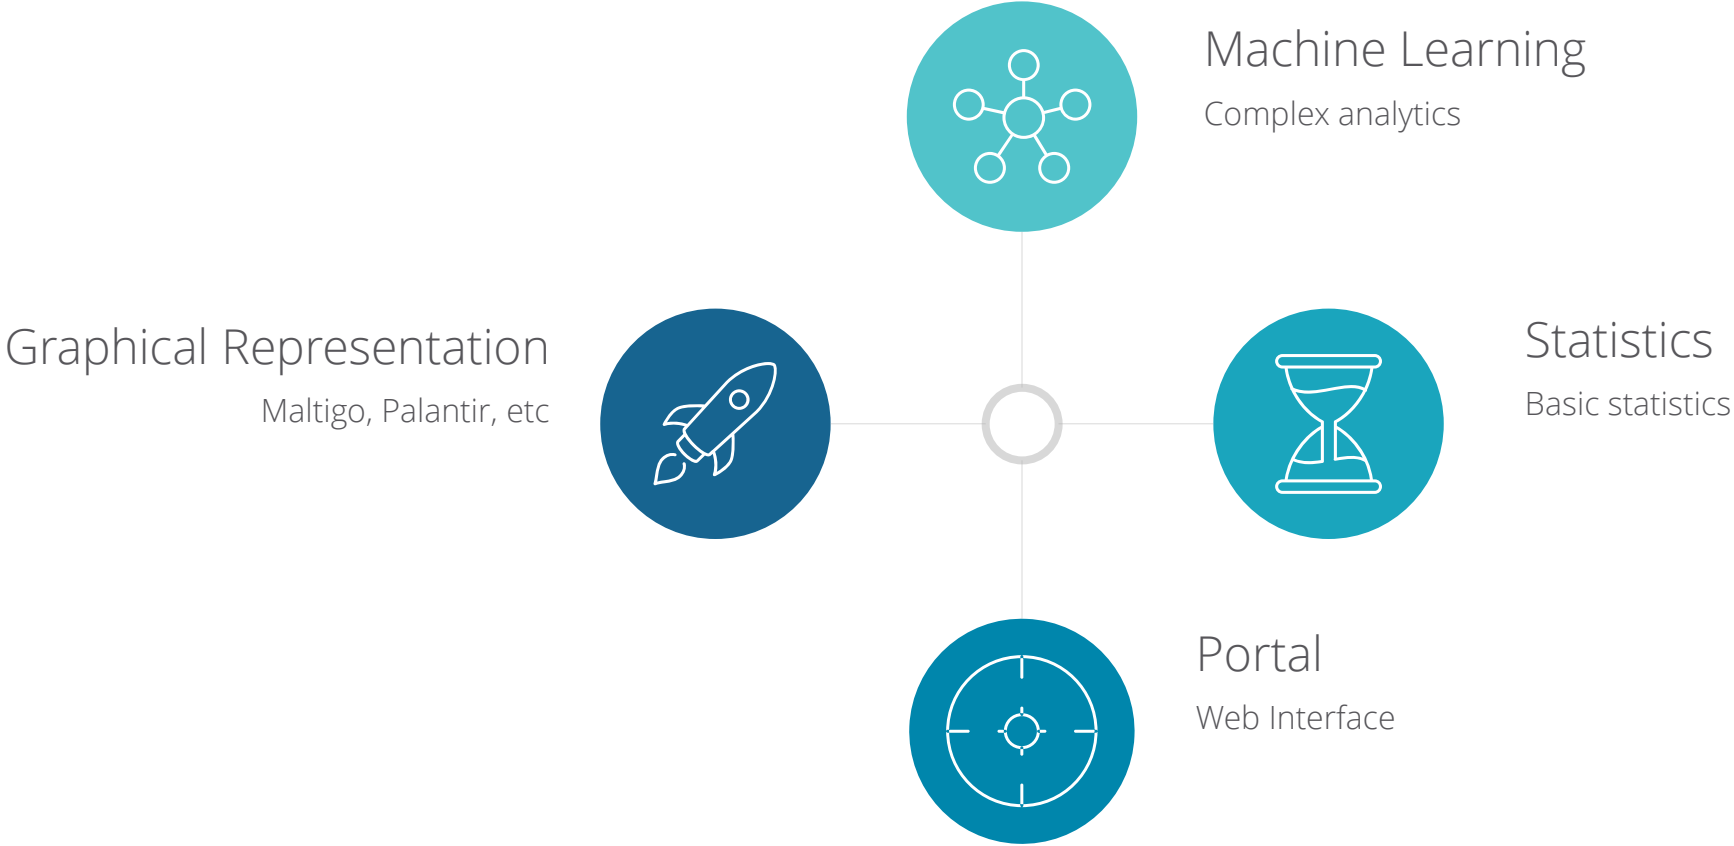 Machine Learning
Complex analytics
Graphical Representation
Maltigo, Palantir, etc
Statistics
Basic statistics
Portal
Web Interface